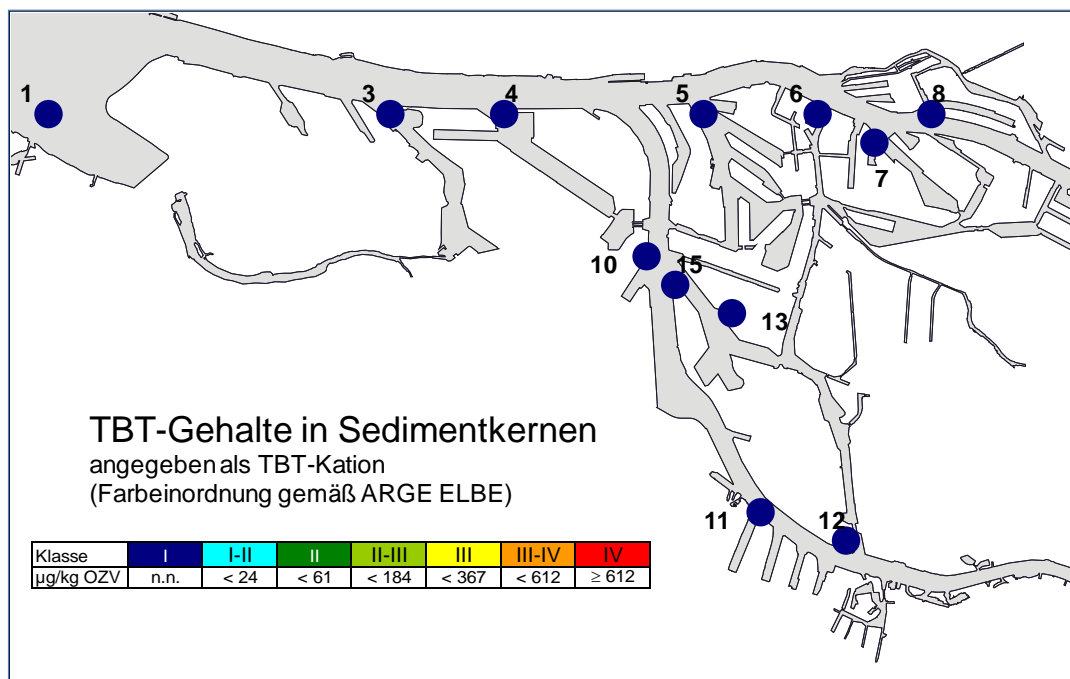 1
3
4
5
6
8
7
10
15
13
TBT-Gehalte in Sedimentkernen
angegeben als TBT-Kation
(Farbeinordnung gemäß ARGE ELBE)
11
12
Klasse I I-II II II-III III III-IV IV
µg/kg OZV n.n. < 24 < 61 < 184 < 367 < 612 ≥ 612